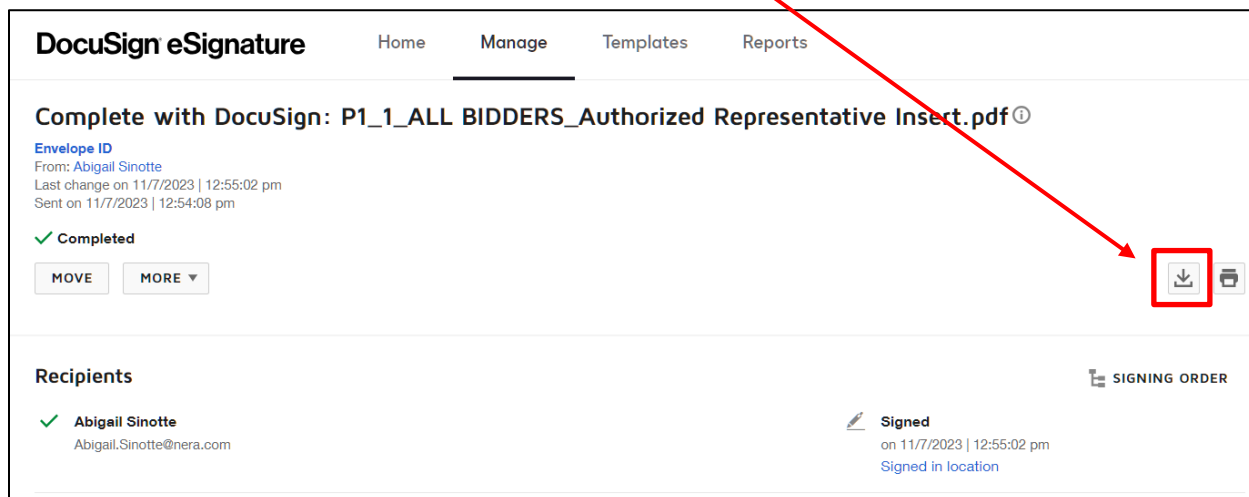 DocuSign eSignature Home Manage Templates Reports
Complete with DocuSign: P1_1_ALL BIDDERS_Authorized Representative Insert.pdf
Envelope ID
From: Abigail Sinotte
Last change on 11/7/2023 | 12:55:02 pm
Sent on 11/7/2023 | 12:54:08 pm
Completed
MOVE MORE
Recipients SIGNING ORDER
Abigail Sinotte Signed
Abigail.Sinotte@nera.com on 11/7/2023 | 12:55:02 pm
Signed in location